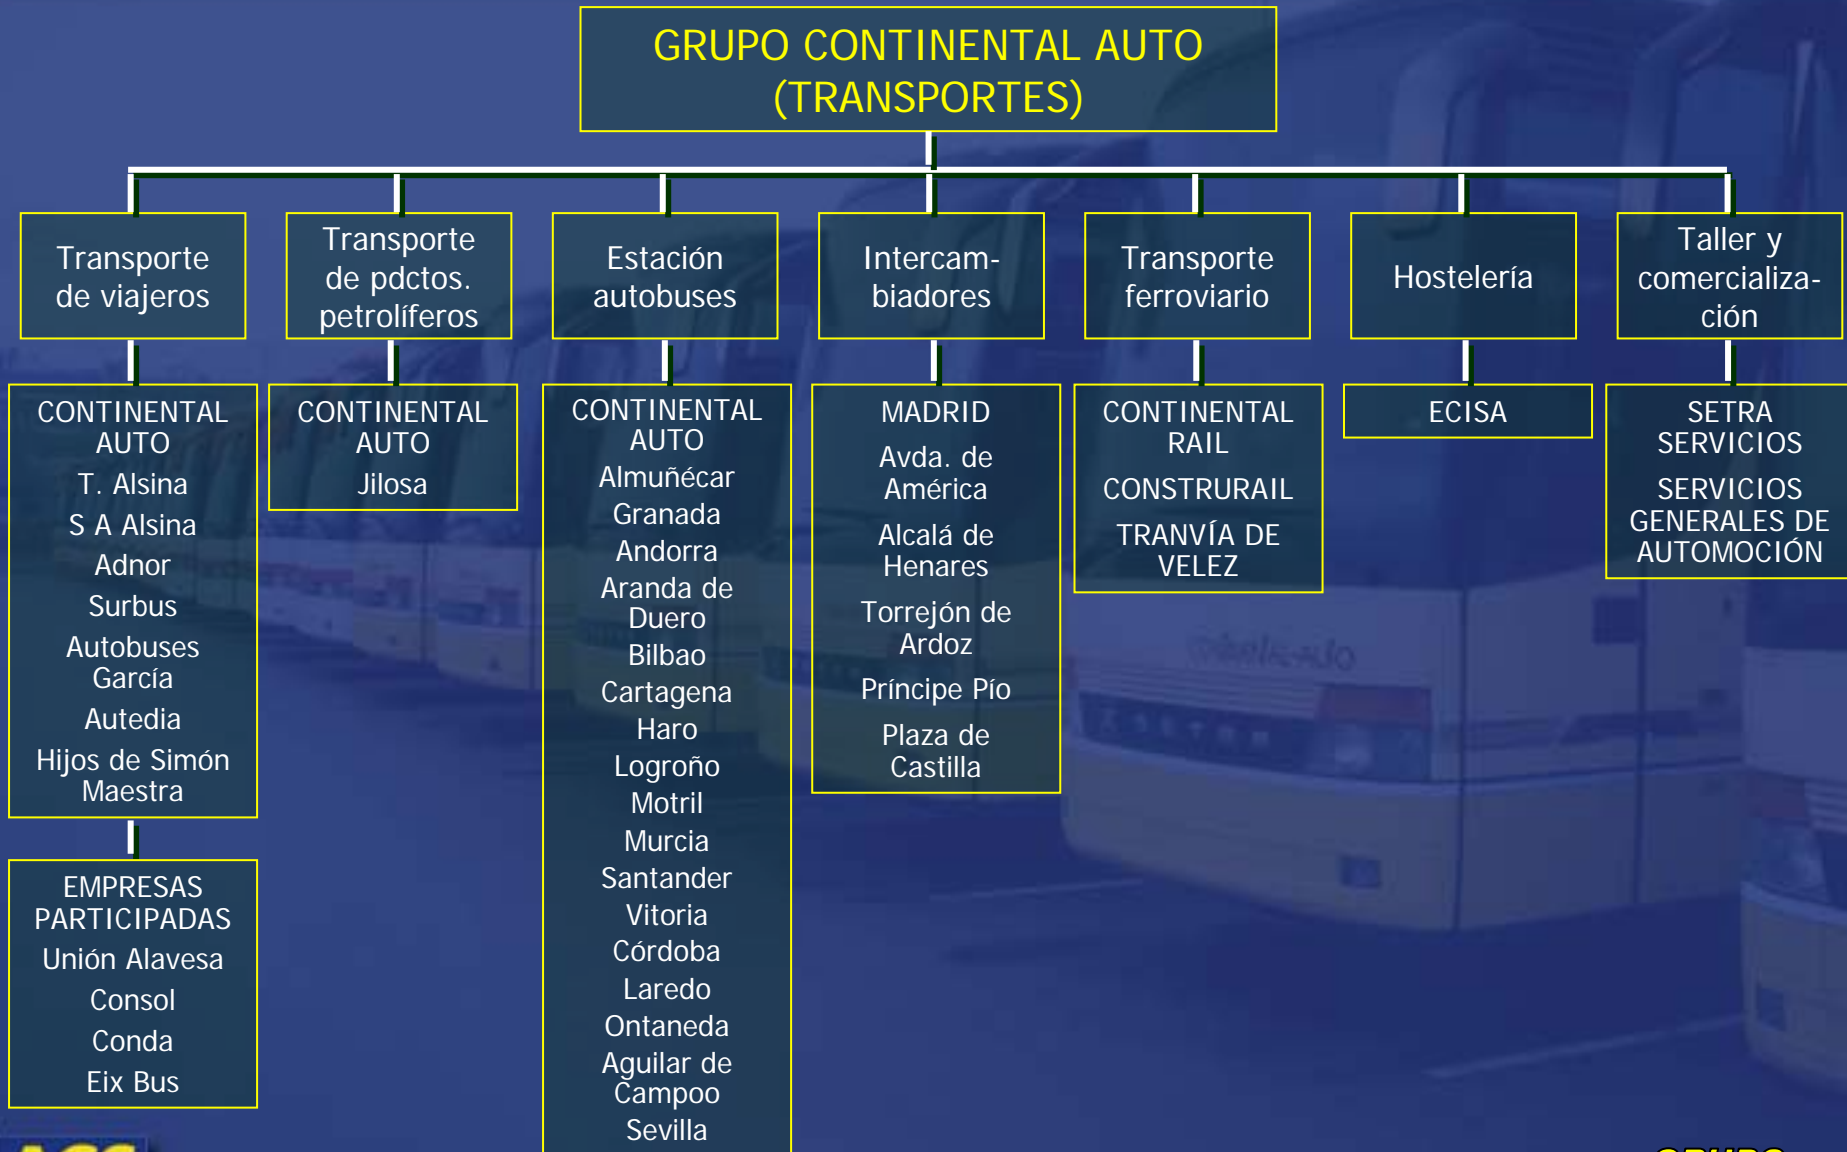 GRUPO CONTINENTAL AUTO
(TRANSPORTES)
Transporte
de viajeros
Transporte
de pdctos.
petrolíferos
Estación
autobuses
Intercam-
biadores
Transporte
ferroviario
Hostelería
Taller y
comercializa-
ción
CONTINENTAL
AUTO
T. Alsina
S A Alsina
Adnor
Surbus
Autobuses
García
Autedia
Hijos de Simón
Maestra
EMPRESAS
PARTICIPADAS
Unión Alavesa
Consol
Conda
Eix Bus
CONTINENTAL
AUTO
Jilosa
CONTINENTAL
AUTO
Almuñécar
Granada
Andorra
Aranda de
Duero
Bilbao
Cartagena
Haro
Logroño
Motril
Murcia
Santander
Vitoria
Córdoba
Laredo
Ontaneda
Aguilar de
Campoo
Sevilla
MADRID
Avda. de
América
Alcalá de
Henares
Torrejón de
Ardoz
Príncipe Pío
Plaza de
Castilla
CONTINENTAL
RAIL
CONSTRURAIL
TRANVÍA DE
VELEZ
ECISA
SETRA
SERVICIOS
SERVICIOS
GENERALES DE
AUTOMOCIÓN
SETRA
GRUPO